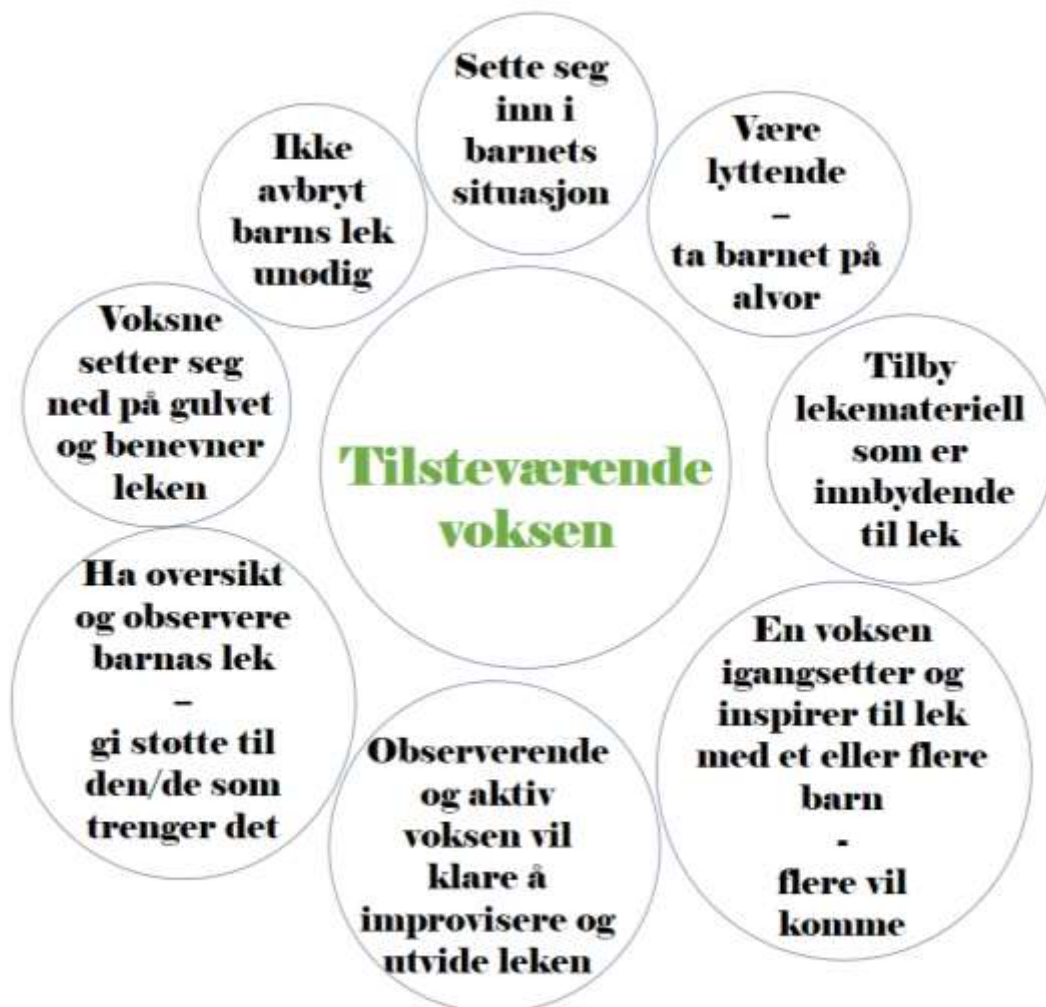 Sette seg
inn i
barnets
situasjon
Være
lyttende
–
ta barnet på
alvor
Tilby
lekemateriell
som er
innbydende
til lek
En voksen
igangsetter og
inspirer til lek
med et eller flere
barn
-
flere vil
komme
Observerende
og aktiv
voksen vil
klare å
improvisere og
utvide leken
Ha oversikt
og observere
barnas lek
–
gi støtte til
den/de som
trenger det
Voksne
setter seg
ned på gulvet
og benevner
leken
Ikke
avbryt
barns lek
unødig
Tilsteværende
voksen